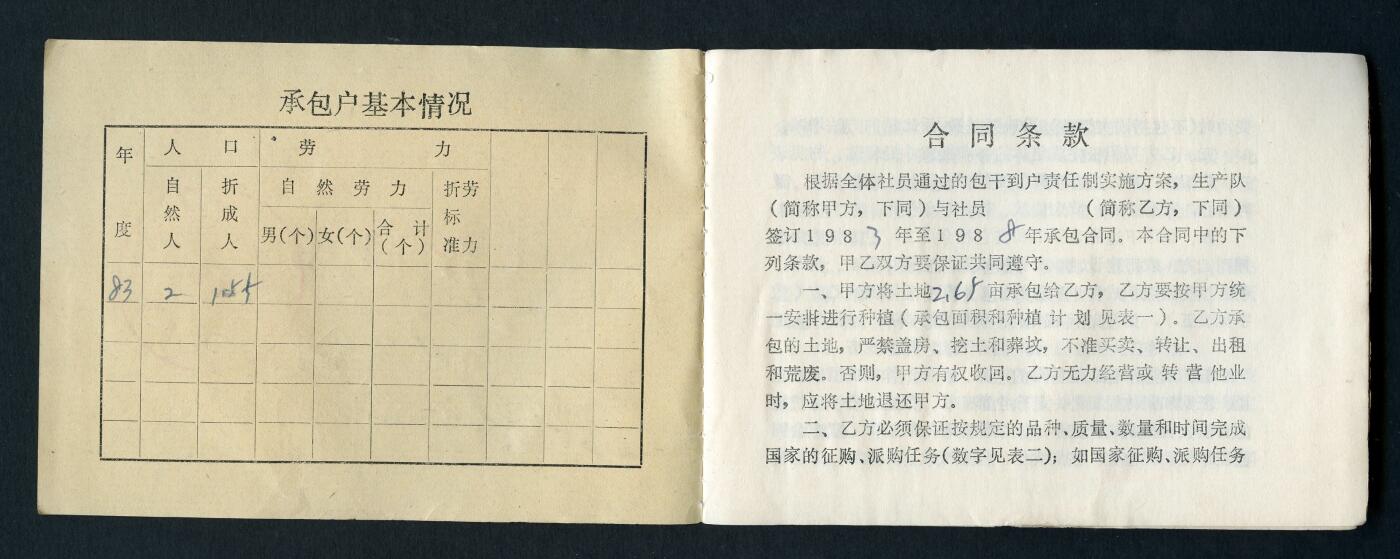 承包户基本情况
年度 人口 劳力
自然人 折成人 自然劳力 折劳标准力
男(个) 女(个) 合计(个)
83 2 1.55
合同条款
根据全体社员通过的包干到户责任制实施方案，生产队
(简称甲方，下同)与社员 (简称乙方，下同)
签订1983年至1988年承包合同。本合同中的下
列条款，甲乙双方要保证共同遵守。
一、甲方将土地2.65亩承包给乙方，乙方要按甲方统
一安排进行种植(承包面积和种植计划见表一)。乙方承
包的土地，严禁盖房、挖土和葬坟，不准买卖、转让、出租
和荒废。否则，甲方有权收回。乙方无力经营或转营他业
时，应将土地退还甲方。
二、乙方必须保证按规定的品种、质量、数量和时间完成
国家的征购、派购任务(数字见表二)；如国家征购、派购任务